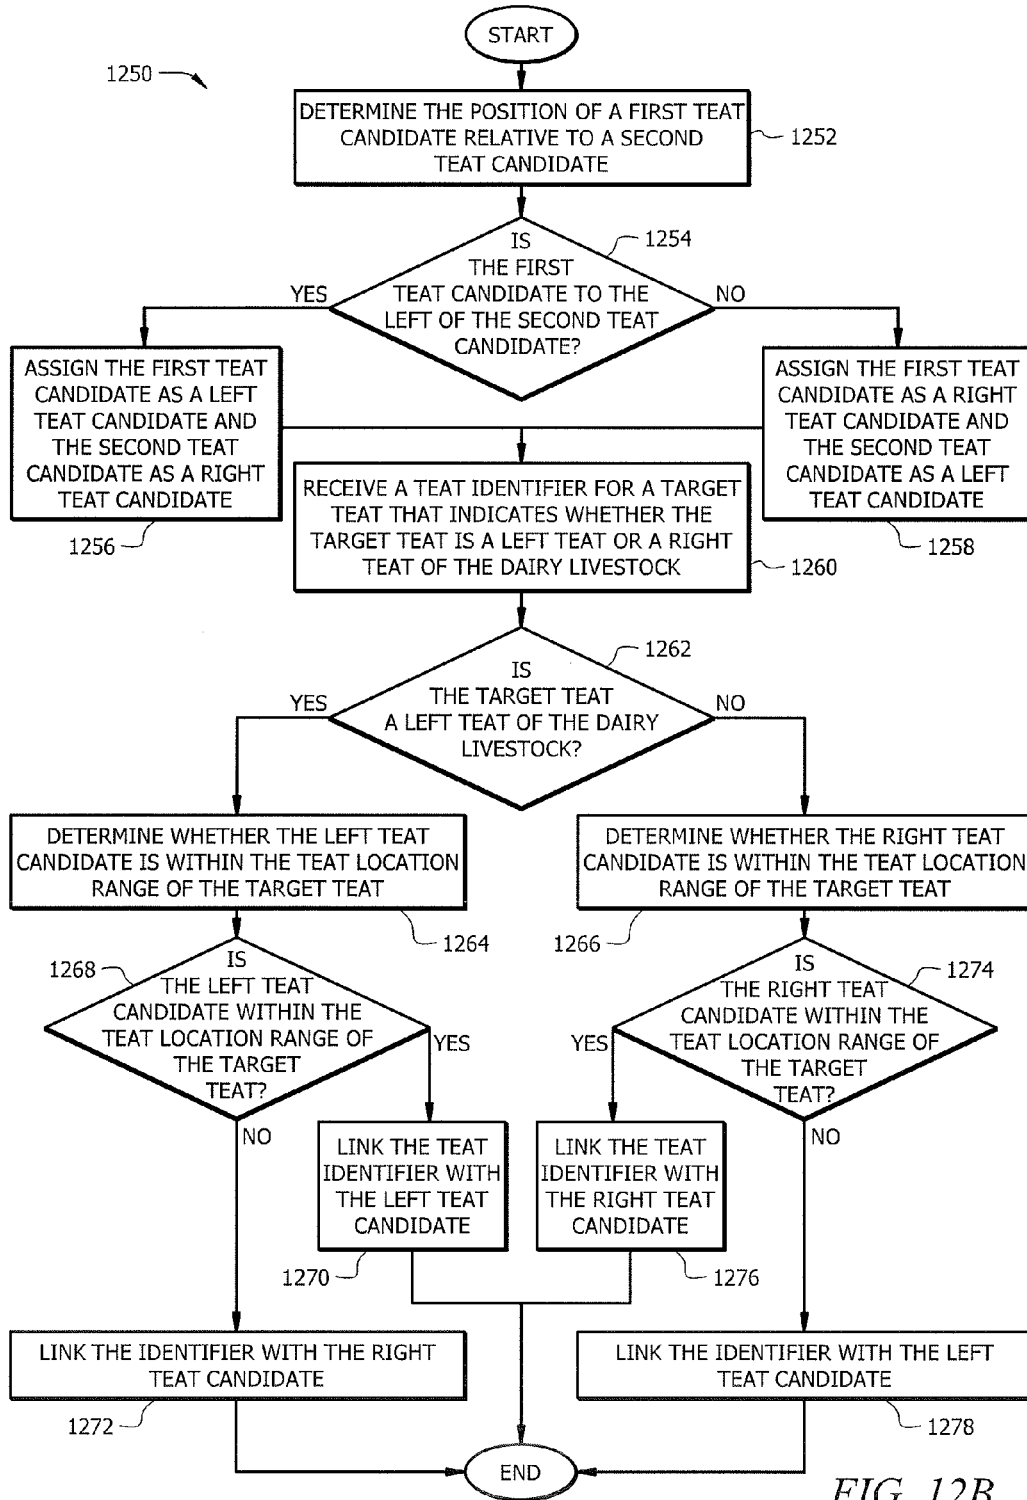 START
1250
DETERMINE THE POSITION OF A FIRST TEAT
CANDIDATE RELATIVE TO A SECOND
TEAT CANDIDATE
1252
IS
THE FIRST
TEAT CANDIDATE TO THE
LEFT OF THE SECOND TEAT
CANDIDATE?
1254
YES
NO
ASSIGN THE FIRST TEAT
CANDIDATE AS A LEFT
TEAT CANDIDATE AND
THE SECOND TEAT
CANDIDATE AS A RIGHT
TEAT CANDIDATE
1256
ASSIGN THE FIRST TEAT
CANDIDATE AS A RIGHT
TEAT CANDIDATE AND
THE SECOND TEAT
CANDIDATE AS A LEFT
TEAT CANDIDATE
1258
RECEIVE A TEAT IDENTIFIER FOR A TARGET
TEAT THAT INDICATES WHETHER THE
TARGET TEAT IS A LEFT TEAT OR A RIGHT
TEAT OF THE DAIRY LIVESTOCK
1260
IS
THE TARGET TEAT
A LEFT TEAT OF THE DAIRY
LIVESTOCK?
1262
YES
NO
DETERMINE WHETHER THE LEFT TEAT
CANDIDATE IS WITHIN THE TEAT LOCATION
RANGE OF THE TARGET TEAT
1264
DETERMINE WHETHER THE RIGHT TEAT
CANDIDATE IS WITHIN THE TEAT LOCATION
RANGE OF THE TARGET TEAT
1266
1268
IS
THE LEFT TEAT
CANDIDATE WITHIN THE
TEAT LOCATION RANGE OF
THE TARGET
TEAT?
YES
NO
IS
THE RIGHT TEAT
CANDIDATE WITHIN THE
TEAT LOCATION RANGE OF
THE TARGET
TEAT?
1274
YES
NO
LINK THE TEAT
IDENTIFIER WITH
THE LEFT TEAT
CANDIDATE
1270
LINK THE TEAT
IDENTIFIER WITH
THE RIGHT TEAT
CANDIDATE
1276
LINK THE IDENTIFIER WITH THE RIGHT
TEAT CANDIDATE
1272
LINK THE IDENTIFIER WITH THE LEFT
TEAT CANDIDATE
1278
END
FIG. 12B